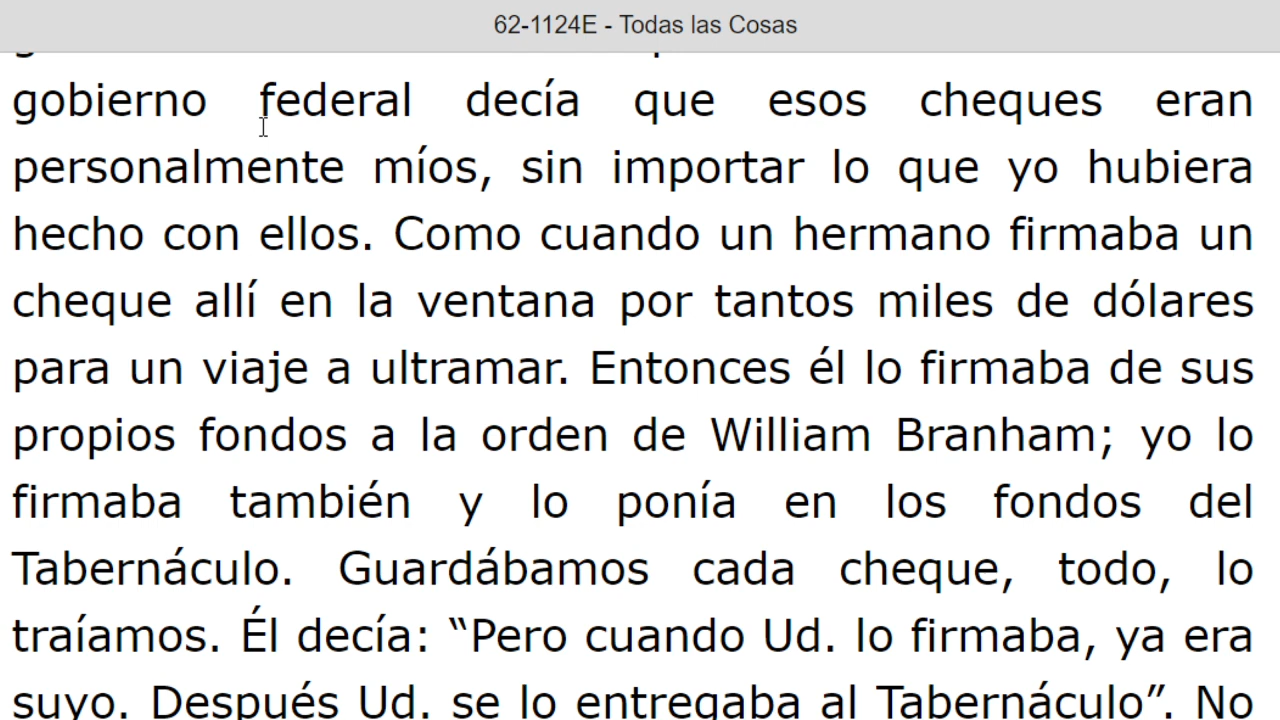 62-1124E - Todas las Cosas
gobierno federal decía que esos cheques eran
personalmente míos, sin importar lo que yo hubiera
hecho con ellos. Como cuando un hermano firmaba un
cheque allí en la ventana por tantos miles de dólares
para un viaje a ultramar. Entonces él lo firmaba de sus
propios fondos a la orden de William Branham; yo lo
firmaba también y lo ponía en los fondos del
Tabernáculo. Guardábamos cada cheque, todo, lo
traíamos. Él decía: “Pero cuando Ud. lo firmaba, ya era
suyo. Después Ud. se lo entregaba al Tabernáculo”. No